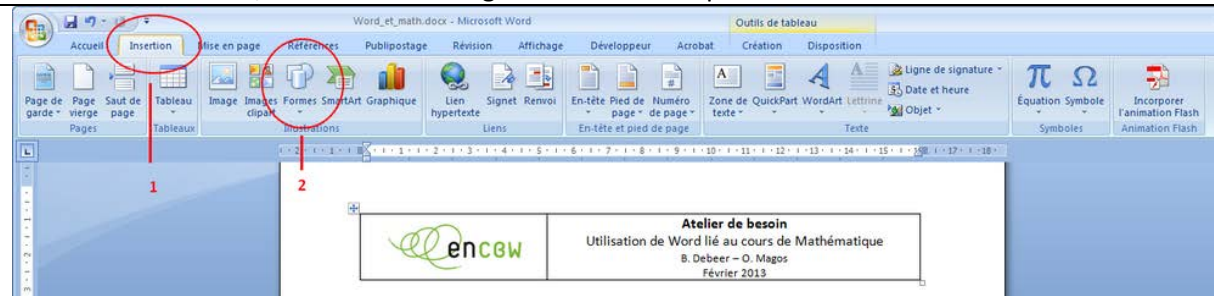 Word_et_math.docx - Microsoft Word
Outils de tableau
Accueil Insertion Mise en page Références Publipostage Révision Affichage Développeur Acrobat Création Disposition
Page de garde Page vierge Saut de page
Tableau
Image Images clipart Formes SmartArt Graphique
Lien hypertexte Signet Renvoi
En-tête Pied de page Numéro de page
Zone de texte QuickPart WordArt Lettrine
Ligne de signature
Date et heure
Objet
Équation Symbole
Incorporer l'animation Flash
Pages Tableaux Illustrations Liens En-tête et pied de page Texte Symboles Animation Flash
1
2
encbw
Atelier de besoin
Utilisation de Word lié au cours de Mathématique
B. Debeer – O. Magos
Février 2013